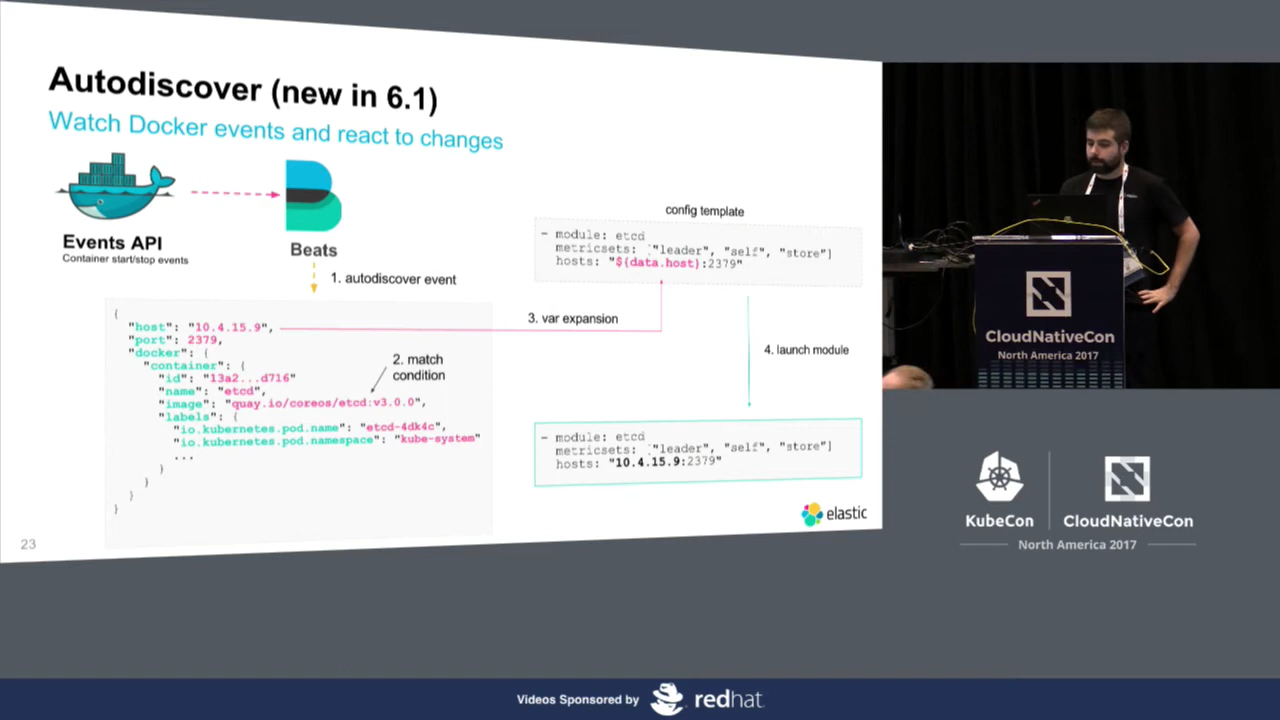 Autodiscover (new in 6.1)
Watch Docker events and react to changes
Events API
Container start/stop events
Beats
1. autodiscover event
{
"host": "10.4.15.9",
"port": 2379,
"docker": {
"container": {
"id": "13a2...d716"
"name": "etcd",
"image": "quay.io/coreos/etcd:v3.0.0",
"labels": {
"io.kubernetes.pod.name": "etcd-4dk4c",
"io.kubernetes.pod.namespace": "kube-system"
...
}
}
}
}
2. match
condition
3. var expansion
config template
- module: etcd
metricsets: ["leader", "self", "store"]
hosts: "${data.host}:2379"
4. launch module
- module: etcd
metricsets: ["leader", "self", "store"]
hosts: "10.4.15.9:2379"
elastic
23
CloudNativeCon
North America 2017
KubeCon
CloudNativeCon
North America 2017
Videos Sponsored by
redhat